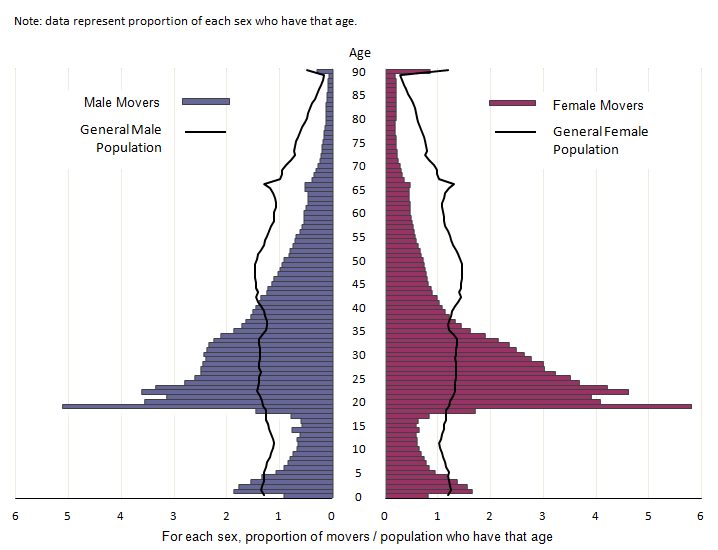 Note: data represent proportion of each sex who have that age.
Age
Male Movers
General Male
Population
Female Movers
General Female
Population
90
85
80
75
70
65
60
55
50
45
40
35
30
25
20
15
10
5
0
6 5 4 3 2 1 0 0 1 2 3 4 5 6
For each sex, proportion of movers / population who have that age